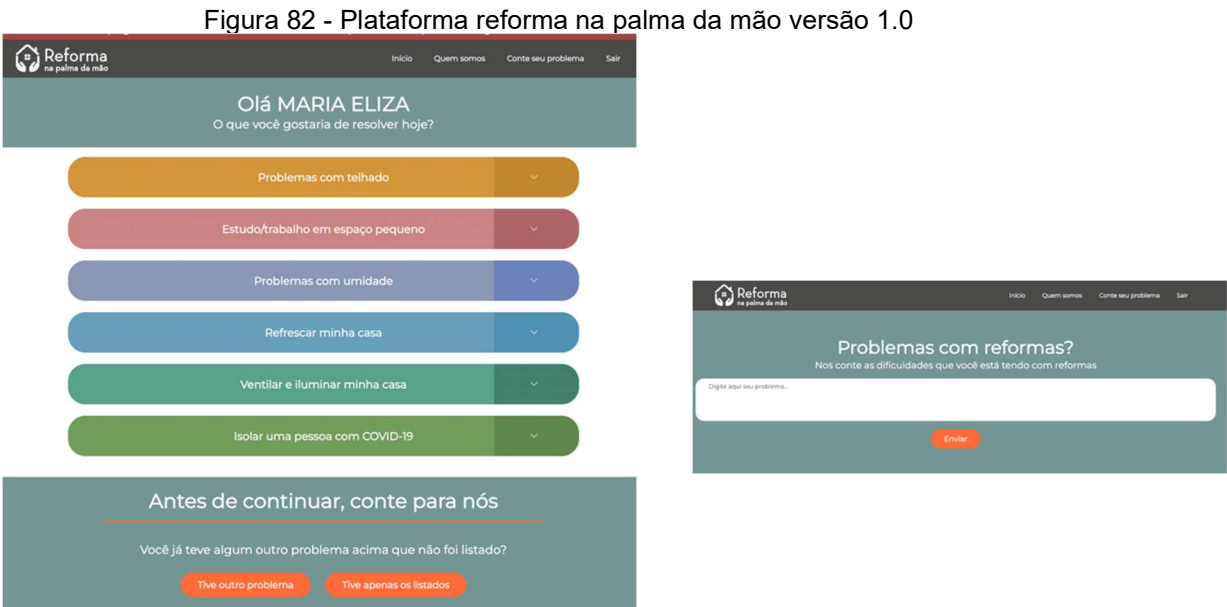 Figura 82 - Plataforma reforma na palma da mão versão 1.0
Reforma
na palma da mão
Início Quem somos Conte seu problema Sair
Olá MARIA ELIZA
O que você gostaria de resolver hoje?
Problemas com telhado
Estudo/trabalho em espaço pequeno
Problemas com umidade
Refrescar minha casa
Ventilar e iluminar minha casa
Isolar uma pessoa com COVID-19
Antes de continuar, conte para nós
Você já teve algum outro problema acima que não foi listado?
Tive outro problema Tive apenas os listados
Reforma
na palma da mão
Início Quem somos Conte seu problema Sair
Problemas com reformas?
Nos conte as dificuldades que você está tendo com reformas
Digite aqui seu problema...
Enviar